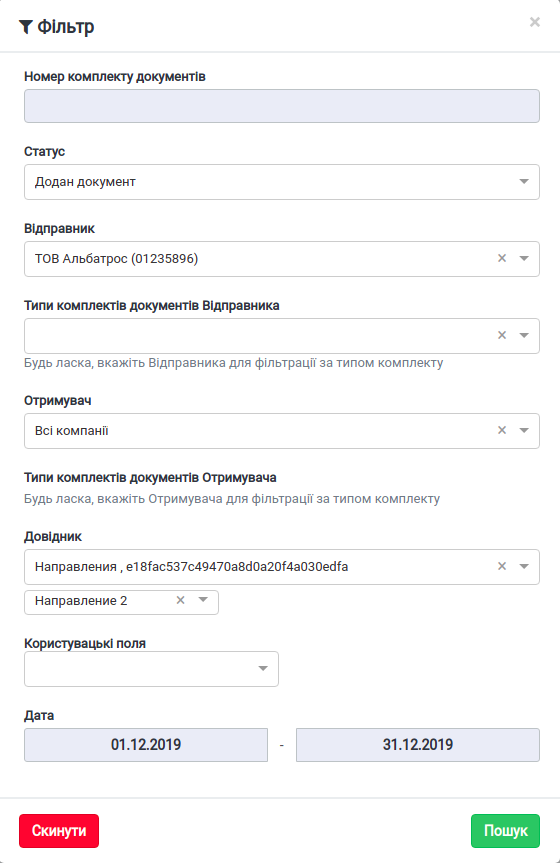 Фільтр
Номер комплекту документів
Статус
Додан документ
Відправник
ТОВ Альбатрос (01235896)
Типи комплектів документів Відправника
Будь ласка, вкажіть Відправника для фільтрації за типом комплекту
Отримувач
Всі компанії
Типи комплектів документів Отримувача
Будь ласка, вкажіть Отримувача для фільтрації за типом комплекту
Довідник
Направления , e18fac537c49470a8d0a20f4a030edfa
Направление 2
Користувацькі поля
Дата
01.12.2019 - 31.12.2019
Скинути Пошук